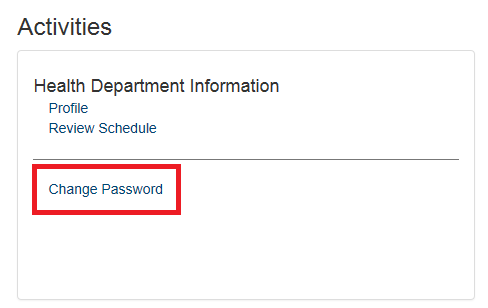 Activities
Health Department Information
Profile
Review Schedule
Change Password